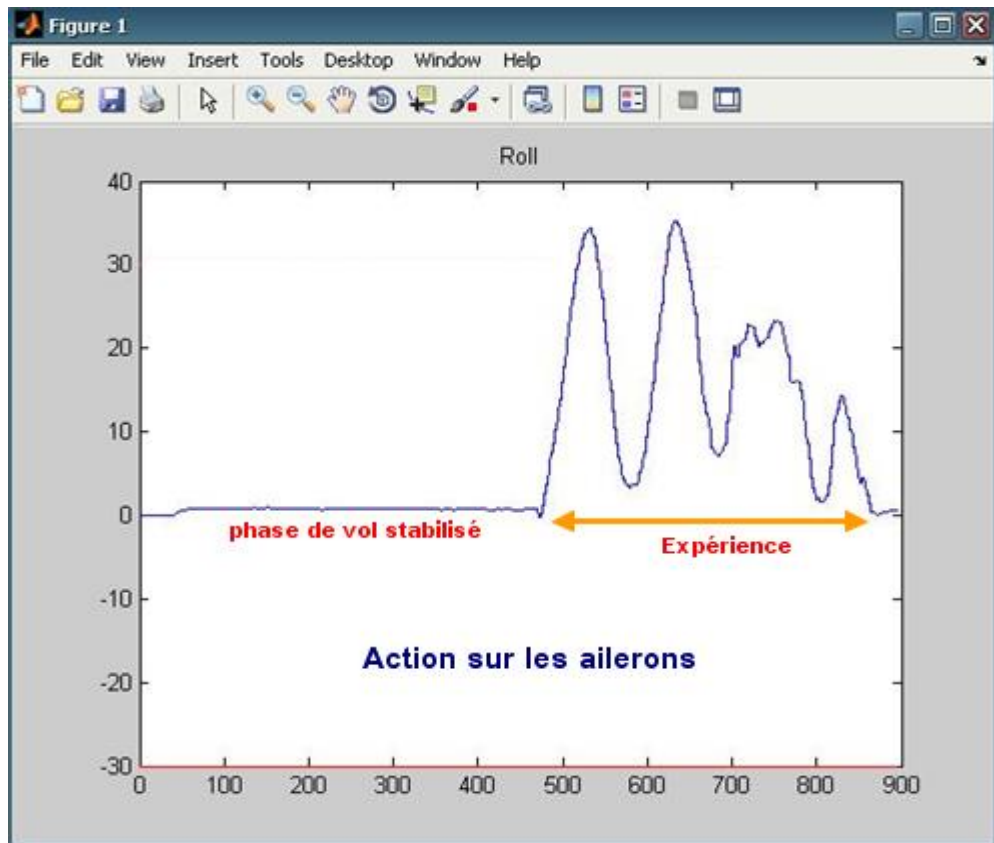 Figure 1
File Edit View Insert Tools Desktop Window Help
Roll
40
30
20
10
0
-10
-20
-30
phase de vol stabilisé
Expérience
Action sur les ailerons
0 100 200 300 400 500 600 700 800 900